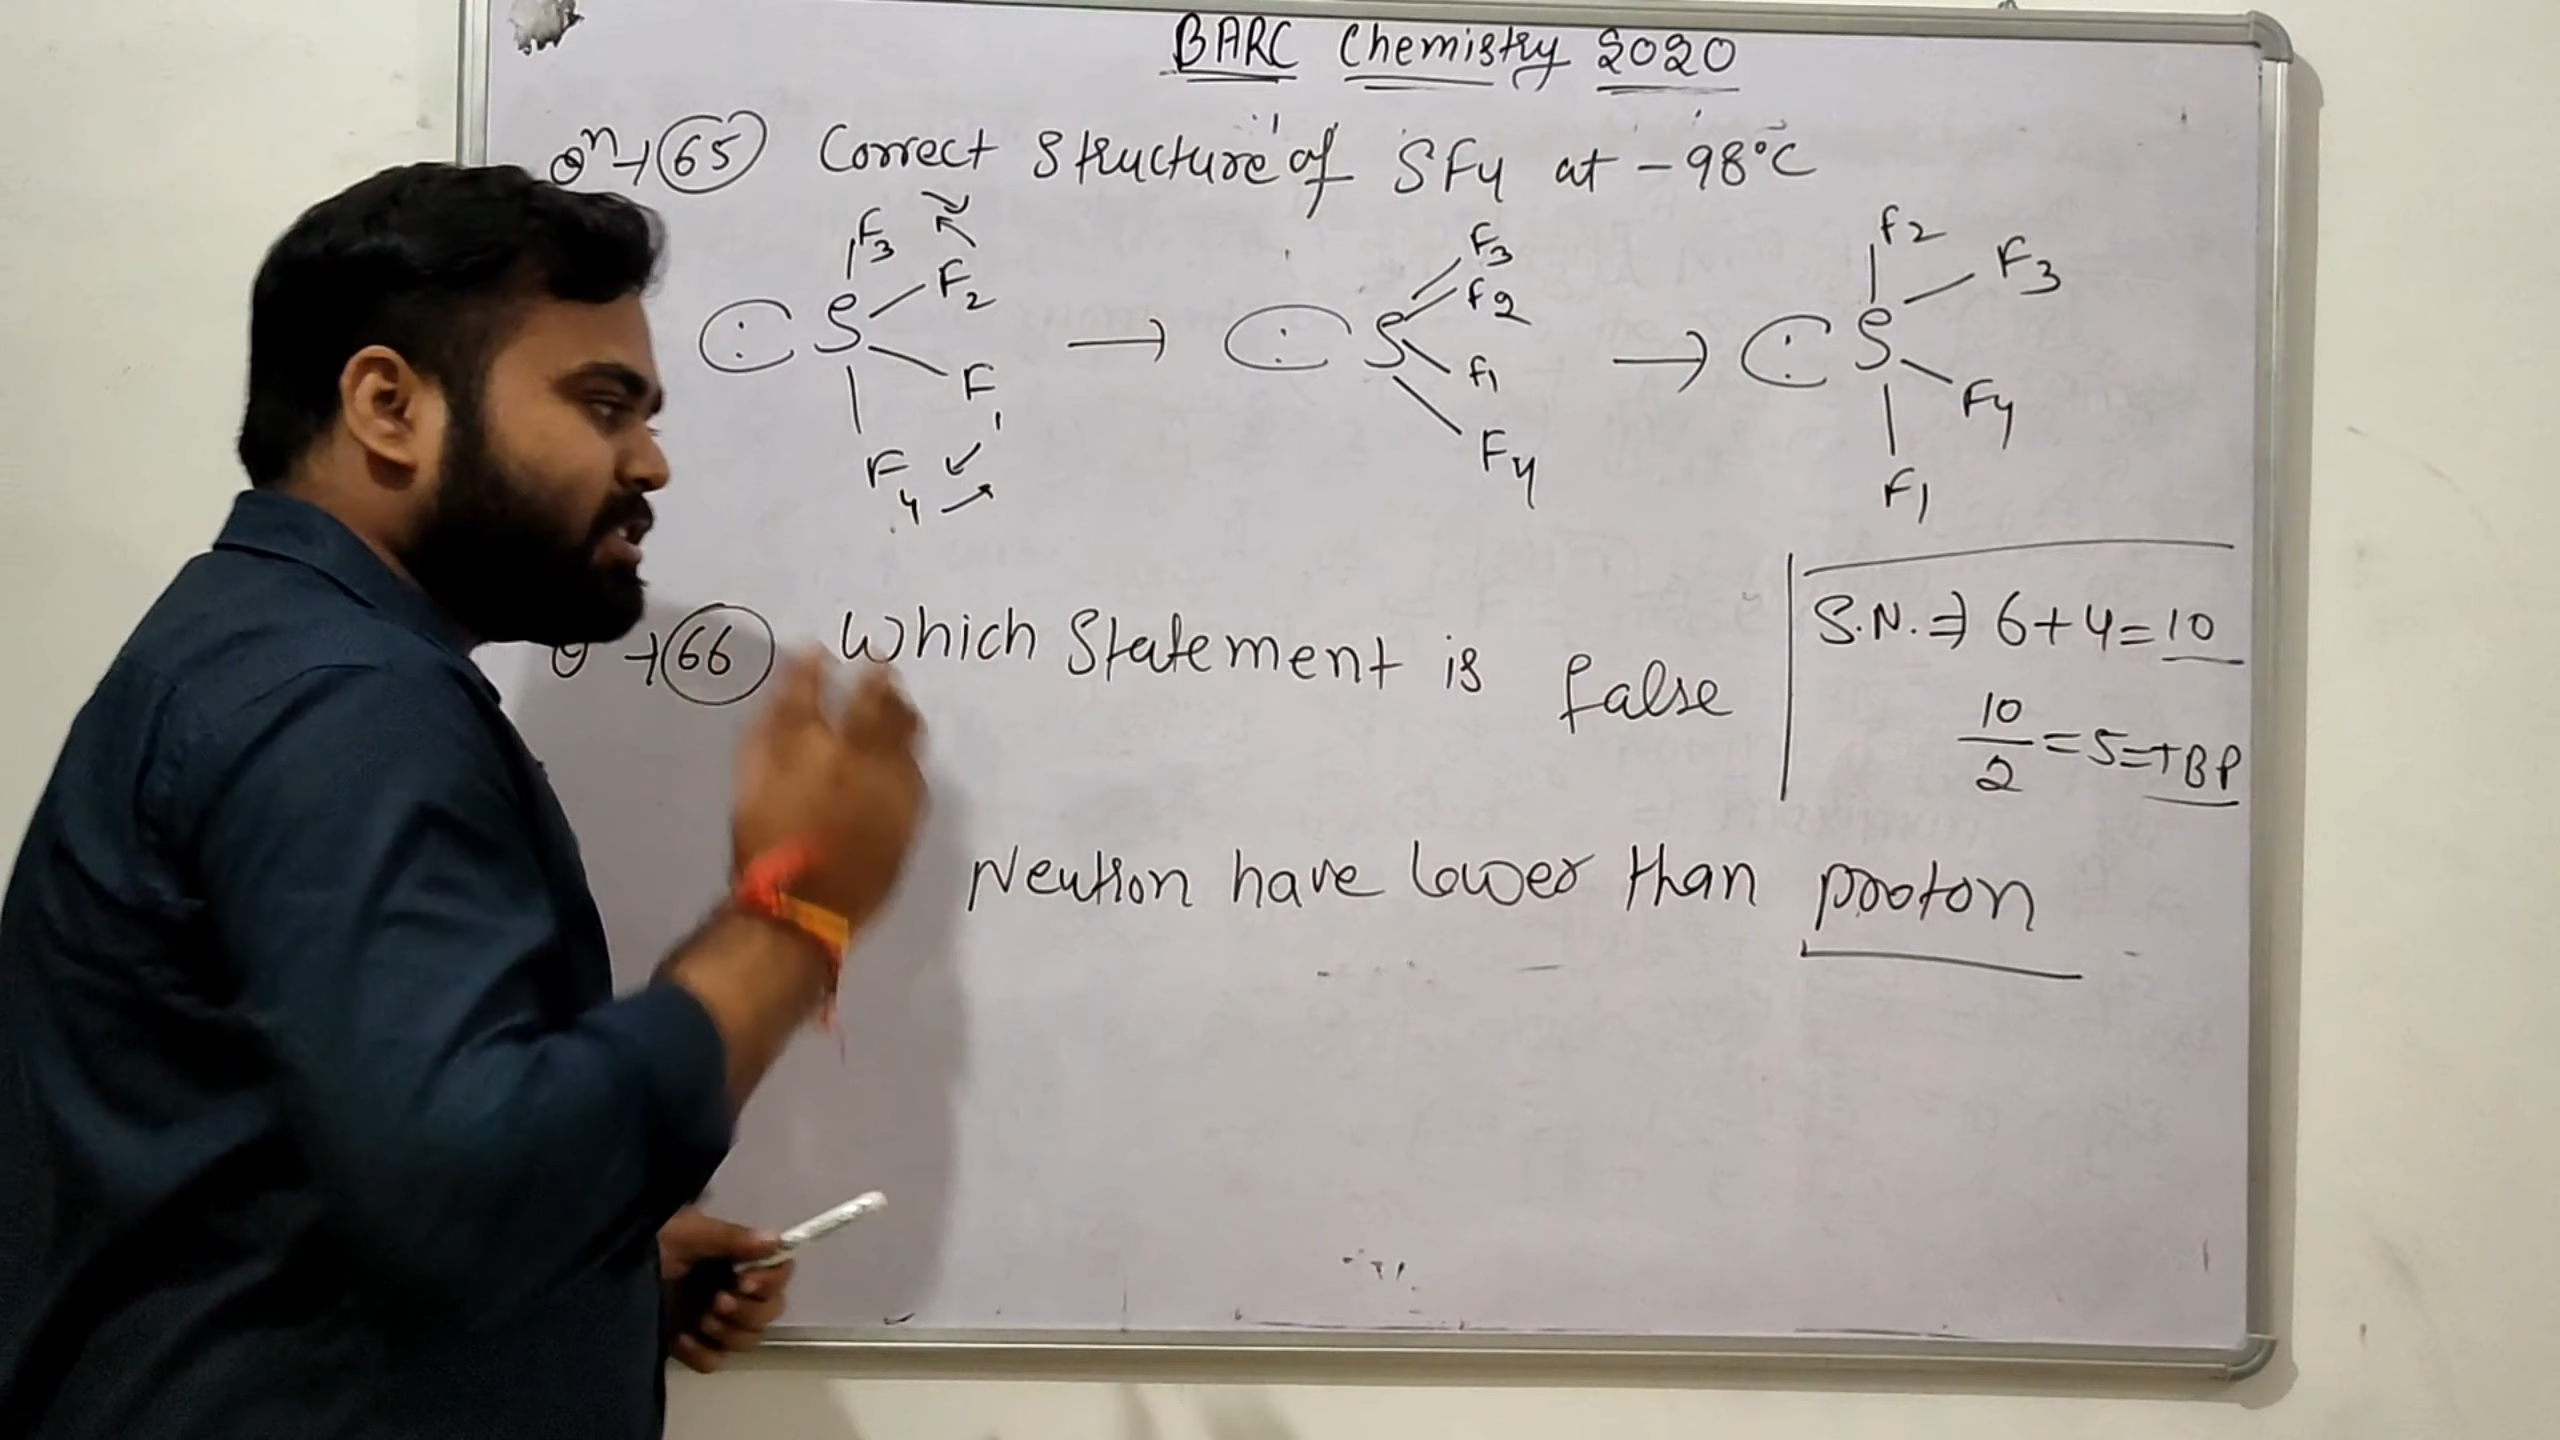 BARC Chemistry 2020
Qn → 65 Correct Structure of SF4 at -98°C
F3 F2 :S F1 F4 → F3 F2 :S F1 F4 → F2 F3 :S F4 F1
Q → 66 Which Statement is false
S.N. ⇒ 6+4=10
10/2 = 5 = TBP
Neutron have lower than proton